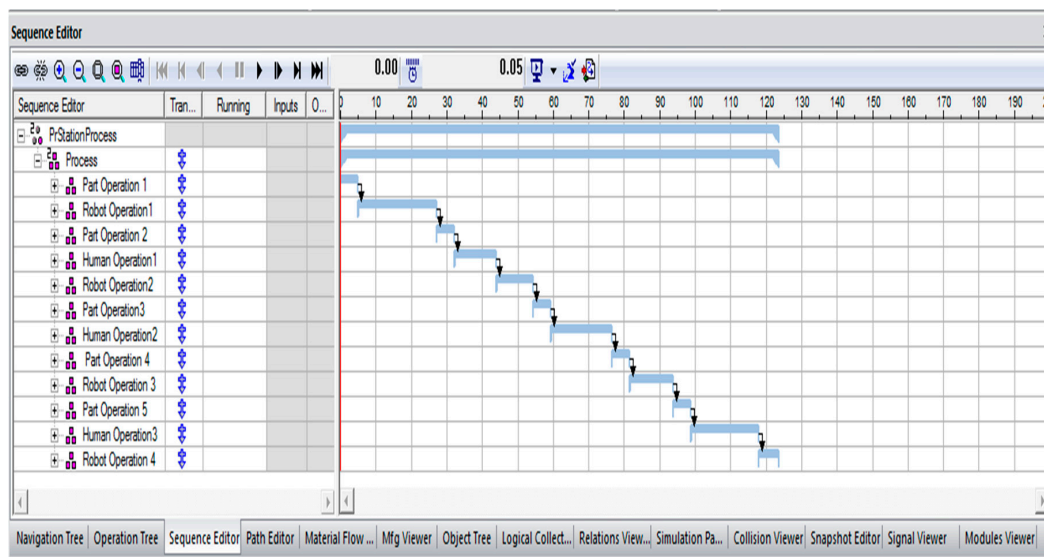 Sequence Editor
0.00 0.05
Sequence Editor Tran... Running Inputs O... 0 10 20 30 40 50 60 70 80 90 100 110 120 130 140 150 160 170 180 190
PrStationProcess
Process
Part Operation 1
Robot Operation1
Part Operation 2
Human Operation1
Robot Operation2
Part Operation3
Human Operation2
Part Operation 4
Robot Operation 3
Part Operation 5
Human Operation3
Robot Operation 4
Navigation Tree Operation Tree Sequence Editor Path Editor Material Flow ... Mfg Viewer Object Tree Logical Collect... Relations View... Simulation Pa... Collision Viewer Snapshot Editor Signal Viewer Modules Viewer